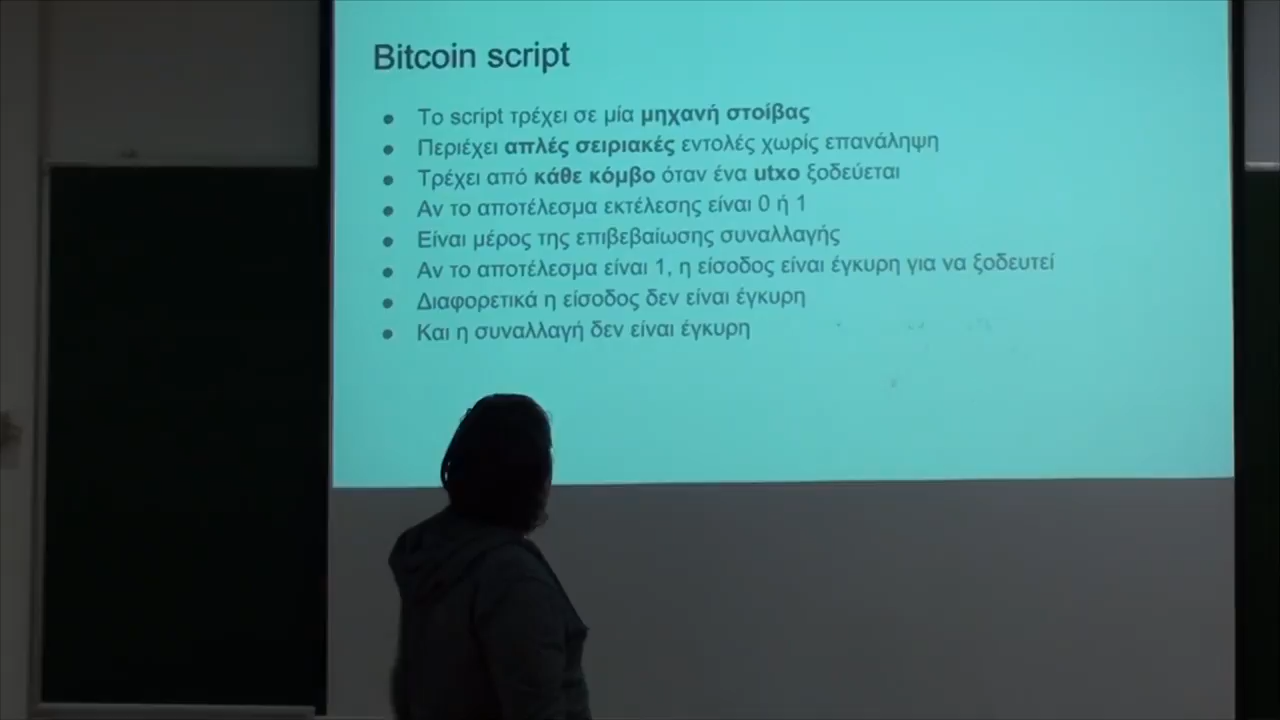 Bitcoin script
● Το script τρέχει σε μία μηχανή στοίβας
● Περιέχει απλές σειριακές εντολές χωρίς επανάληψη
● Τρέχει από κάθε κόμβο όταν ένα utxo ξοδεύεται
● Αν το αποτέλεσμα εκτέλεσης είναι 0 ή 1
● Είναι μέρος της επιβεβαίωσης συναλλαγής
● Αν το αποτέλεσμα είναι 1, η είσοδος είναι έγκυρη για να ξοδευτεί
● Διαφορετικά η είσοδος δεν είναι έγκυρη
● Και η συναλλαγή δεν είναι έγκυρη